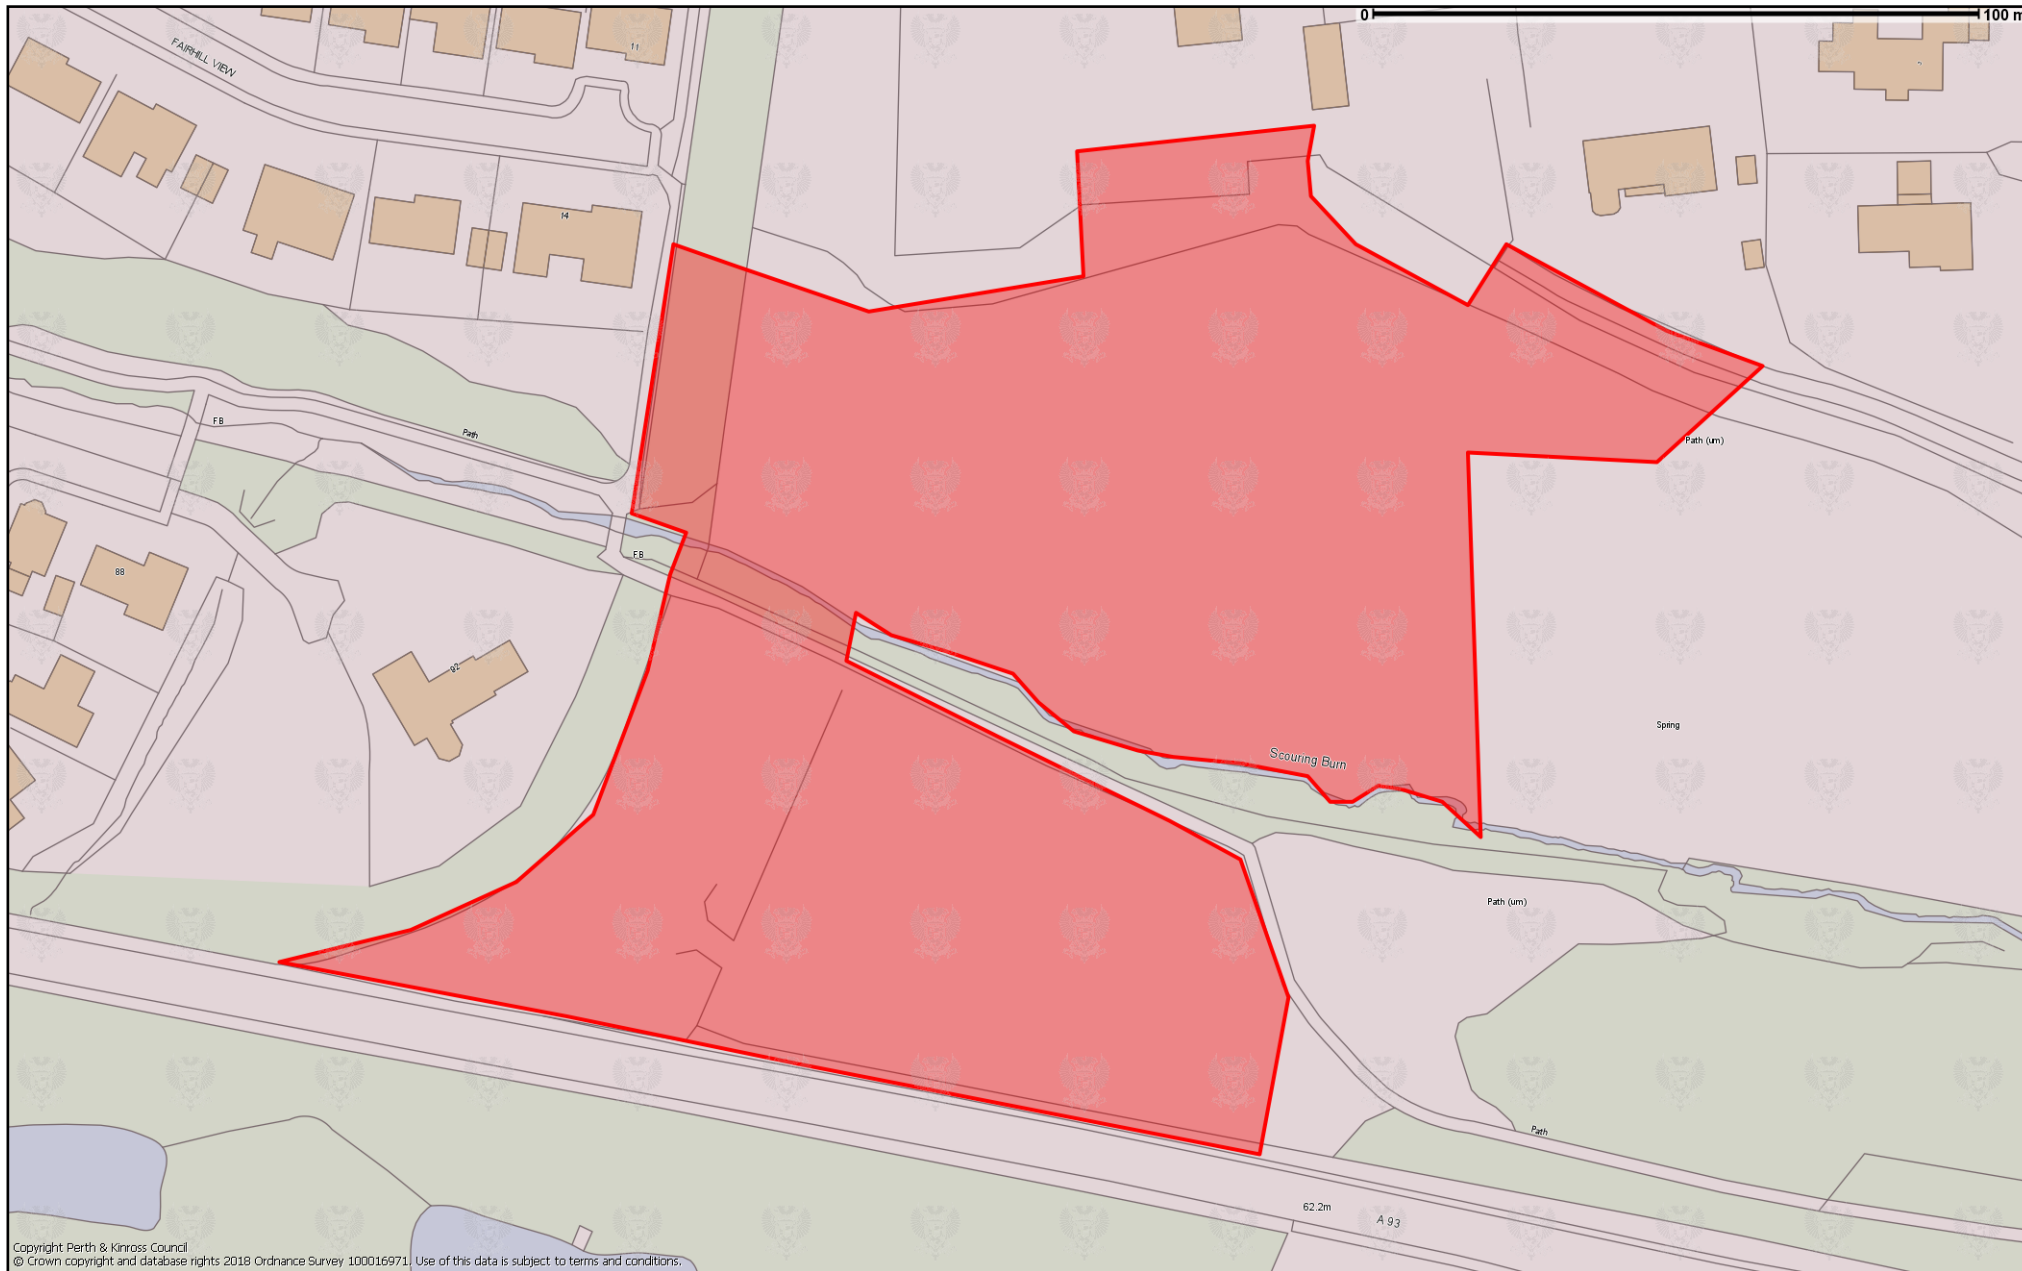 0 100 m
11
FAIRHILL VIEW
14
Path
FB
Path (um)
FB
88
92
Spring
Scouring Burn
Path (um)
Path
62.2m
A 93
Copyright Perth & Kinross Council
© Crown copyright and database rights 2018 Ordnance Survey 100016971. Use of this data is subject to terms and conditions.